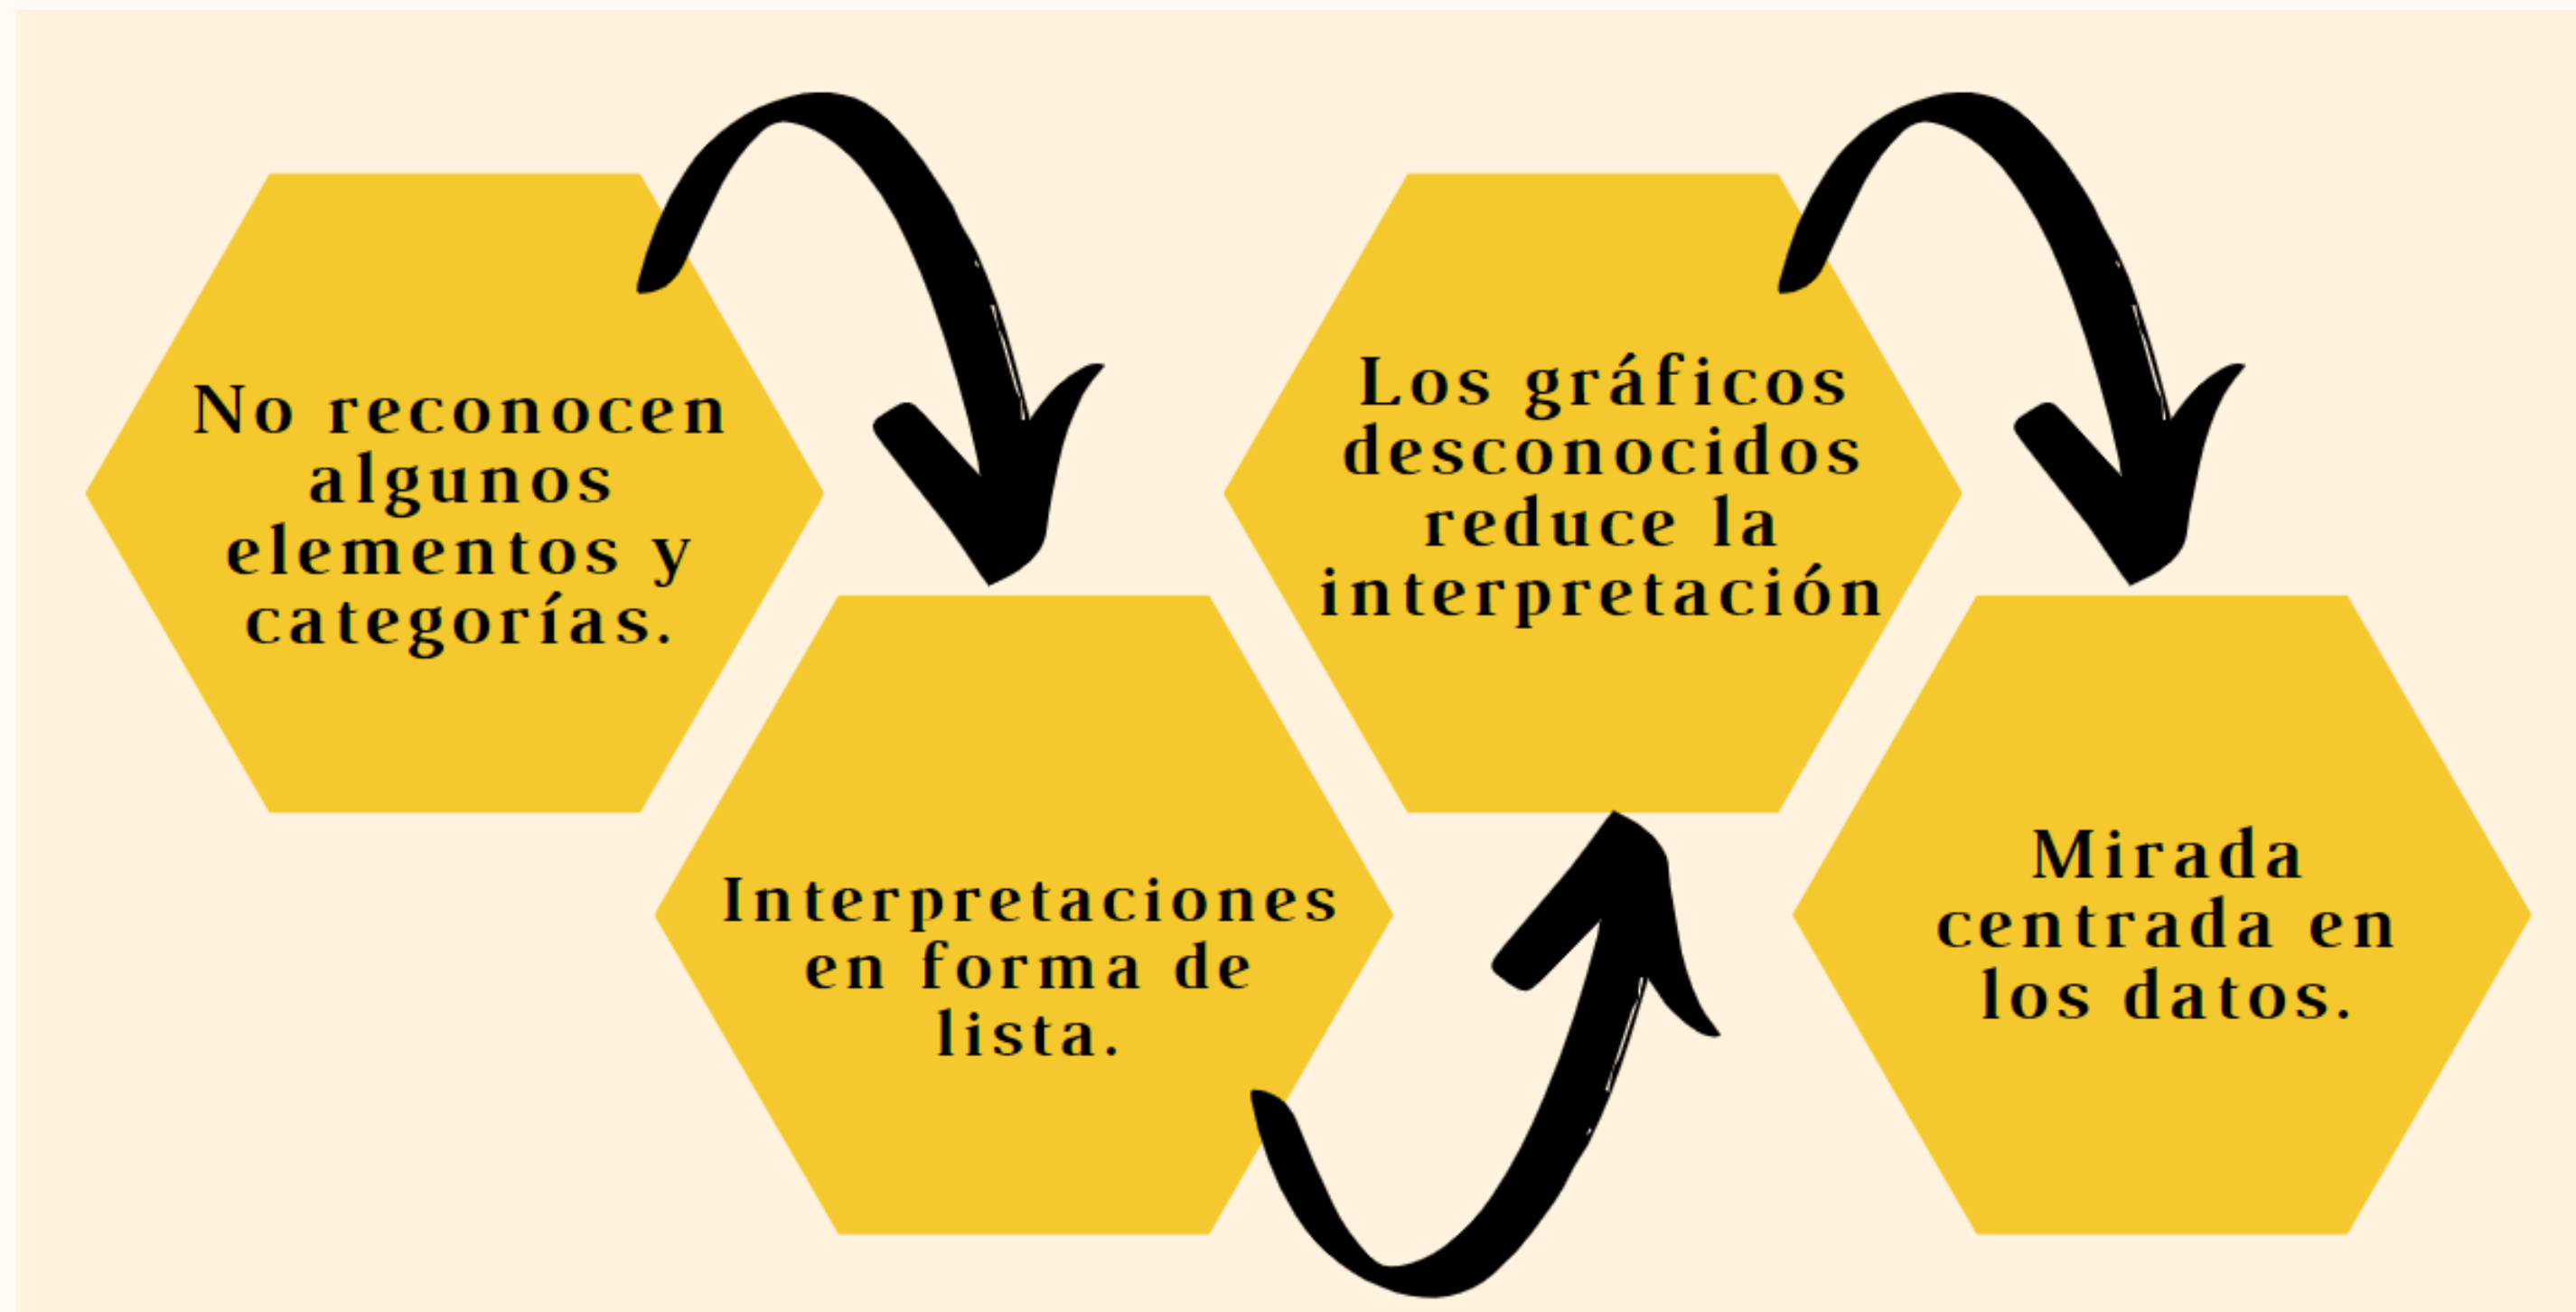 No reconocen
algunos
elementos y
categorías.
Interpretaciones
en forma de
lista.
Los gráficos
desconocidos
reduce la
interpretación
Mirada
centrada en
los datos.